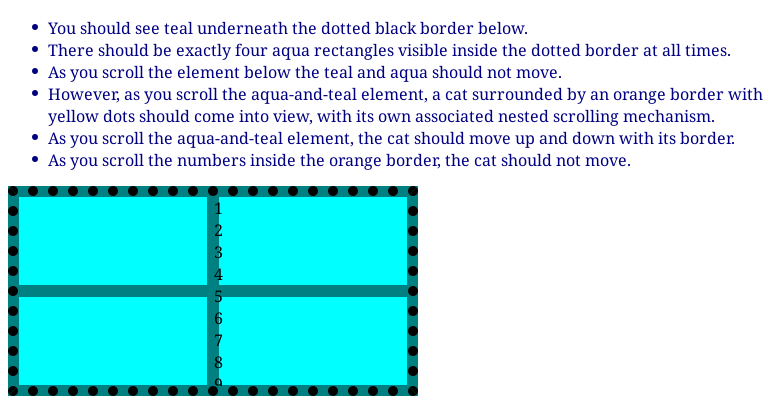 You should see teal underneath the dotted black border below.
There should be exactly four aqua rectangles visible inside the dotted border at all times.
As you scroll the element below the teal and aqua should not move.
However, as you scroll the aqua-and-teal element, a cat surrounded by an orange border with
yellow dots should come into view, with its own associated nested scrolling mechanism.
As you scroll the aqua-and-teal element, the cat should move up and down with its border.
As you scroll the numbers inside the orange border, the cat should not move.
1
2
3
4
5
6
7
8
9